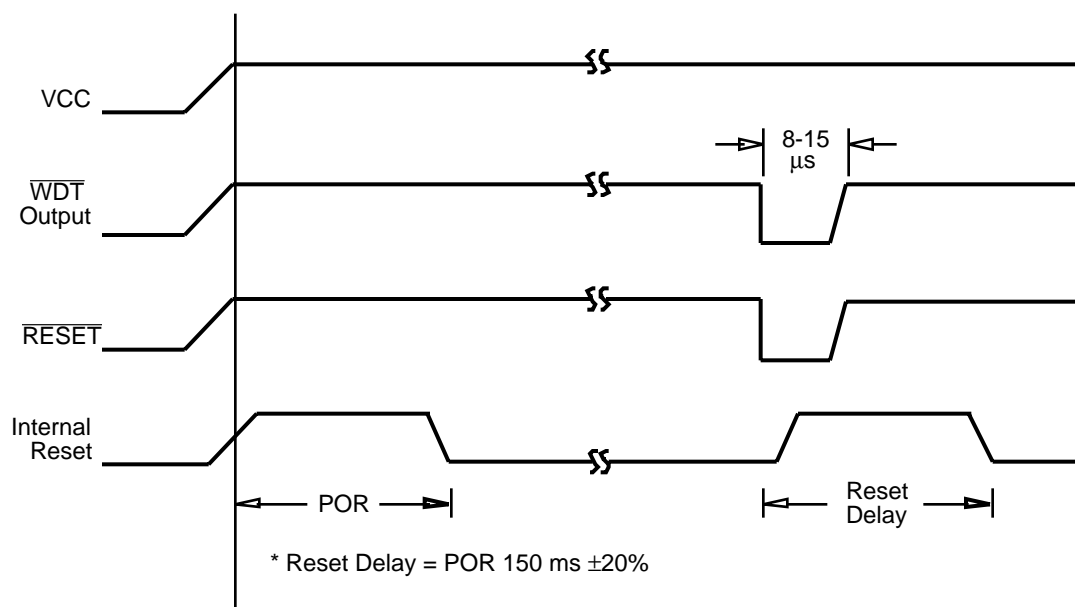 VCC
8-15
µs
WDT
Output
RESET
Internal
Reset
POR
Reset
Delay
* Reset Delay = POR 150 ms ±20%